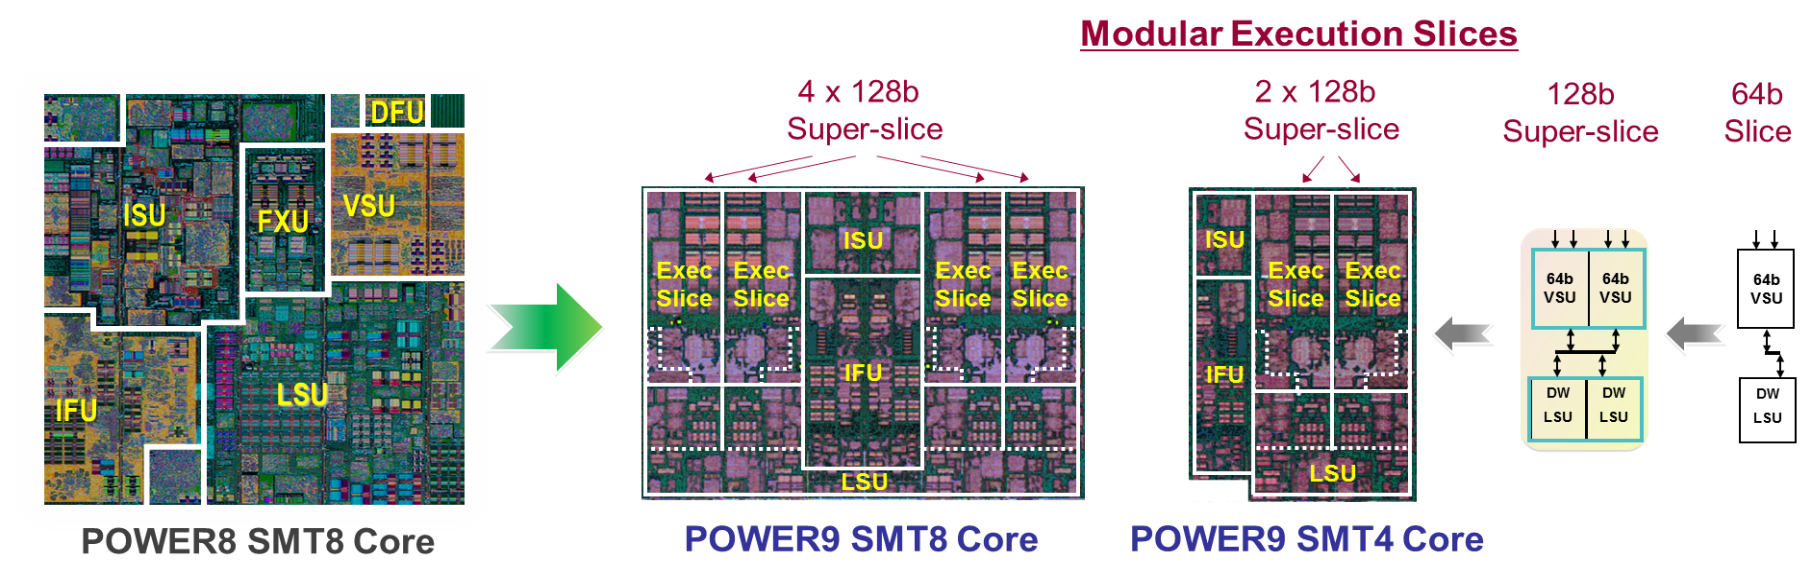 Modular Execution Slices
4 x 128b
Super-slice
2 x 128b
Super-slice
128b
Super-slice
64b
Slice
DFU
ISU
FXU
VSU
IFU
LSU
POWER8 SMT8 Core
Exec
Slice
Exec
Slice
ISU
IFU
Exec
Slice
Exec
Slice
LSU
POWER9 SMT8 Core
ISU
IFU
Exec
Slice
Exec
Slice
LSU
POWER9 SMT4 Core
64b
VSU
64b
VSU
DW
LSU
DW
LSU
64b
VSU
DW
LSU